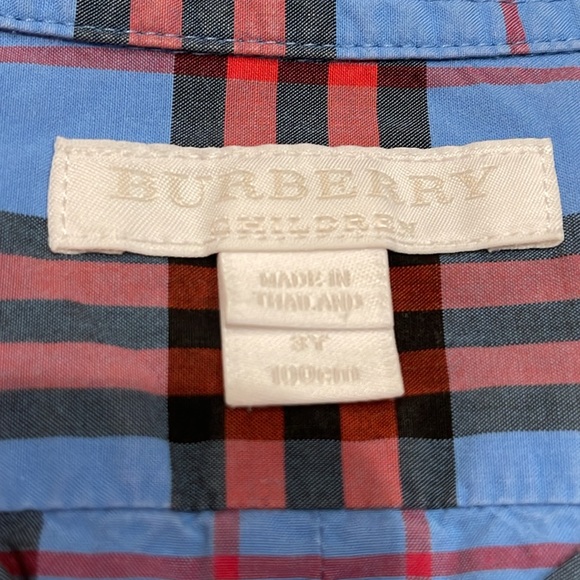 BURBERRY
CHILDREN
MADE IN
THAILAND
3Y
100cm